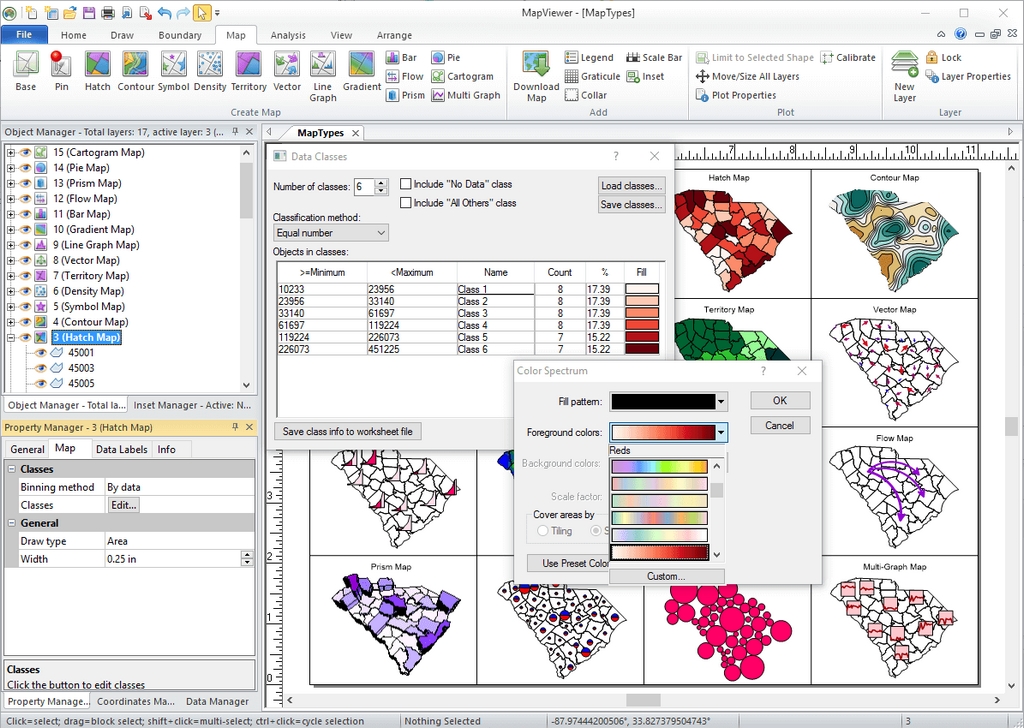 MapViewer - [MapTypes]
File Home Draw Boundary Map Analysis View Arrange
Base Pin Hatch Contour Symbol Density Territory Vector Line Graph Gradient
Bar Pie
Flow Cartogram
Prism Multi Graph
Create Map
Download Map
Legend Scale Bar
Graticule Inset
Collar
Add
Limit to Selected Shape Calibrate
Move/Size All Layers
Plot Properties
Plot
New Layer
Lock
Layer Properties
Layer
Object Manager - Total layers: 17, active layer: 3 (...
15 (Cartogram Map)
14 (Pie Map)
13 (Prism Map)
12 (Flow Map)
11 (Bar Map)
10 (Gradient Map)
9 (Line Graph Map)
8 (Vector Map)
7 (Territory Map)
6 (Density Map)
5 (Symbol Map)
4 (Contour Map)
3 (Hatch Map)
45001
45003
45005
Object Manager - Total la... Inset Manager - Active: N...
Property Manager - 3 (Hatch Map)
General Map Data Labels Info
Classes
Binning method By data
Classes Edit...
General
Draw type Area
Width 0.25 in
Classes
Click the button to edit classes
Property Manage... Coordinates Ma... Data Manager
MapTypes
7 8 9 10 11
3
2
1
0
Data Classes
Number of classes: 6
Include "No Data" class
Include "All Others" class
Load classes...
Save classes...
Classification method:
Equal number
Objects in classes:
>=Minimum <Maximum Name Count % Fill
10233 23956 Class 1 8 17.39
23956 33140 Class 2 8 17.39
33140 61697 Class 3 8 17.39
61697 119224 Class 4 8 17.39
119224 226073 Class 5 7 15.22
226073 451225 Class 6 7 15.22
Save class info to worksheet file
Color Spectrum
Fill pattern: OK
Foreground colors: Cancel
Reds
Background colors:
Scale factor:
Cover areas by
Tiling S
Use Preset Color
Custom...
Hatch Map Contour Map
Territory Map Vector Map
Flow Map
Prism Map Multi-Graph Map
Click=select; drag=block select; shift+click=multi-select; ctrl+click=cycle selection Nothing Selected -87.97444200506°, 33.827379504743° 3